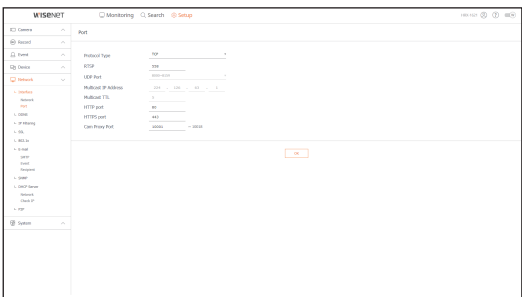 WISENET
Monitoring
Search
Setup
Camera
Record
Event
Device
Network
Interface
Network
Port
DDNS
IP Filtering
SSL
802.1x
E-mail
SMTP
Event
Recipient
SNMP
DHCP Server
Network
Check IP
P2P
System
Port
Protocol Type TCP
RTSP 558
UDP Port
Multicast IP Address
Multicast TTL
HTTP port 80
HTTPS port 443
Cam Proxy Port
OK